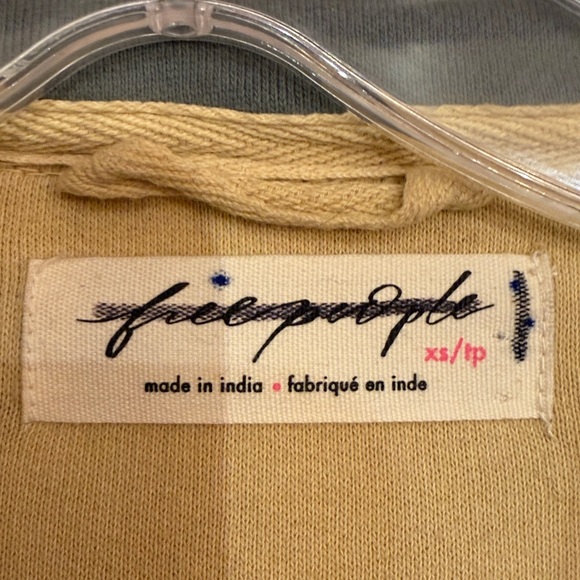 free people
xs/tp
made in india • fabriqué en inde